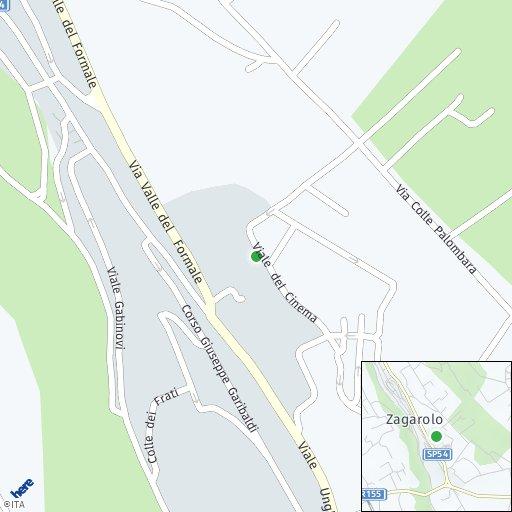 4
Valle del Formale
Via Valle del Formale
Via Colle Palombara
Viale del Cinema
Viale Gabinovi
Corso Giuseppe Garibaldi
Colle dei Frati
Viale Ung
Zagarolo
SP54
R155
here
©ITA